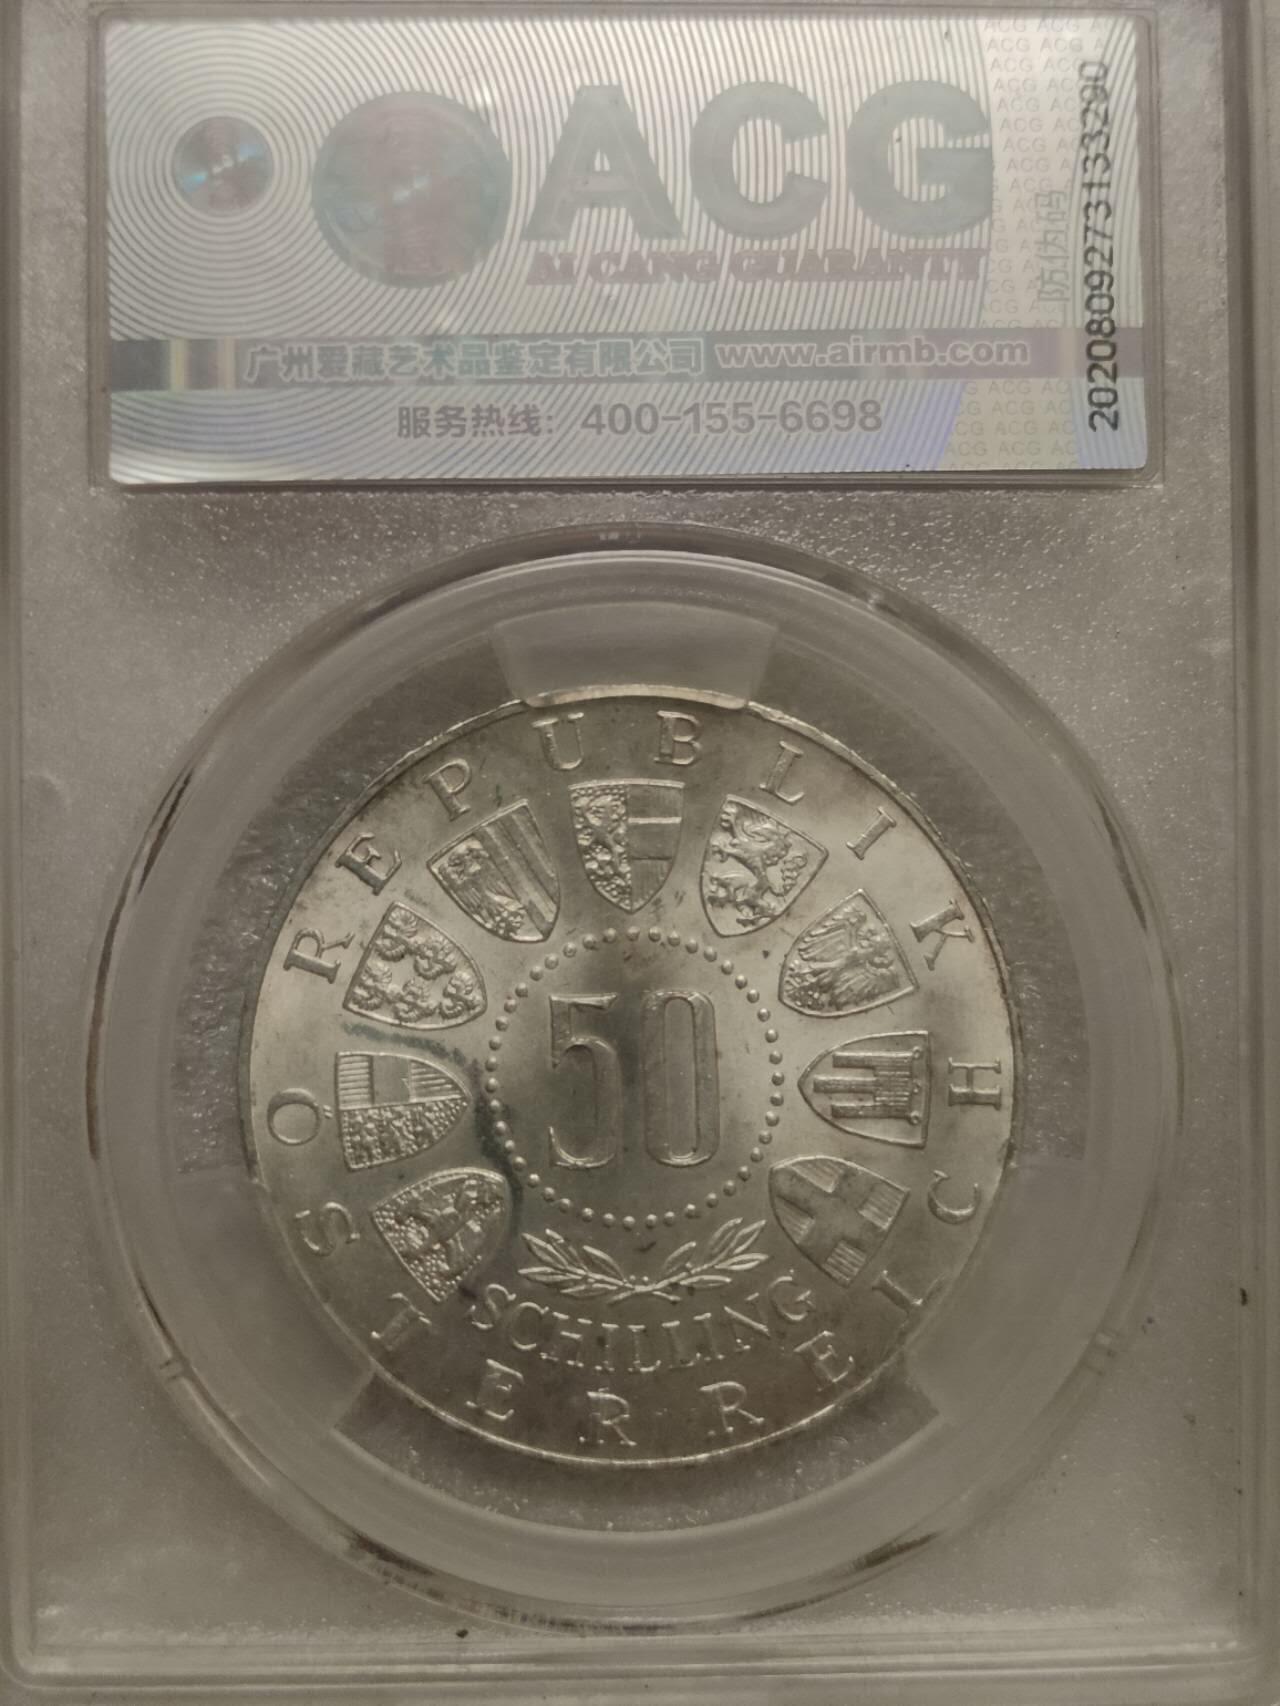 ACG
AI CANG GUARANTY
广州爱藏艺术品鉴定有限公司 www.airmb.com
服务热线: 400-155-6698
防伪码
2020809273133290
REPUBLIK
ÖSTERREICH
50
SCHILLING